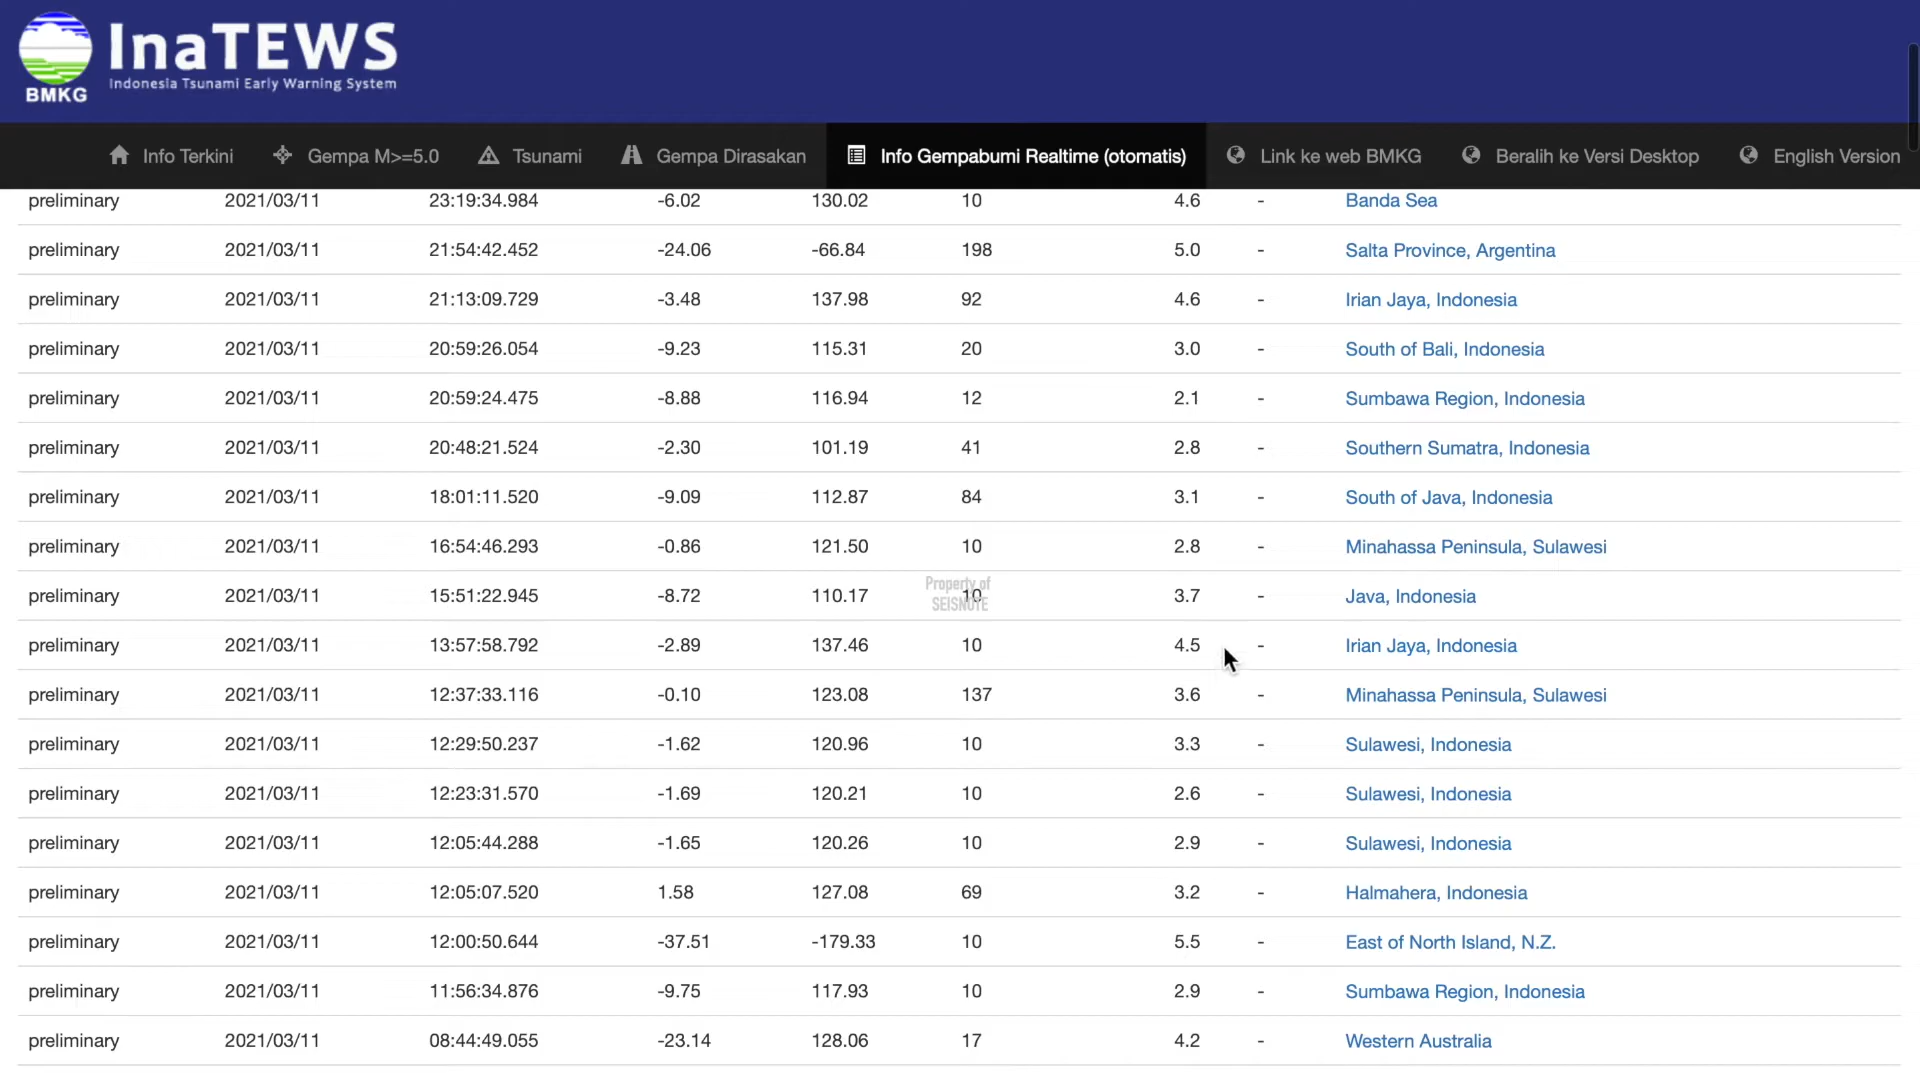 InaTEWS
Indonesia Tsunami Early Warning System
BMKG
Info Terkini Gempa M>=5.0 Tsunami Gempa Dirasakan Info Gempabumi Realtime (otomatis) Link ke web BMKG Beralih ke Versi Desktop English Version
preliminary 2021/03/11 23:19:34.984 -6.02 130.02 10 4.6 - Banda Sea
preliminary 2021/03/11 21:54:42.452 -24.06 -66.84 198 5.0 - Salta Province, Argentina
preliminary 2021/03/11 21:13:09.729 -3.48 137.98 92 4.6 - Irian Jaya, Indonesia
preliminary 2021/03/11 20:59:26.054 -9.23 115.31 20 3.0 - South of Bali, Indonesia
preliminary 2021/03/11 20:59:24.475 -8.88 116.94 12 2.1 - Sumbawa Region, Indonesia
preliminary 2021/03/11 20:48:21.524 -2.30 101.19 41 2.8 - Southern Sumatra, Indonesia
preliminary 2021/03/11 18:01:11.520 -9.09 112.87 84 3.1 - South of Java, Indonesia
preliminary 2021/03/11 16:54:46.293 -0.86 121.50 10 2.8 - Minahassa Peninsula, Sulawesi
Property of
SEISNOTE
preliminary 2021/03/11 15:51:22.945 -8.72 110.17 10 3.7 - Java, Indonesia
preliminary 2021/03/11 13:57:58.792 -2.89 137.46 10 4.5 - Irian Jaya, Indonesia
preliminary 2021/03/11 12:37:33.116 -0.10 123.08 137 3.6 - Minahassa Peninsula, Sulawesi
preliminary 2021/03/11 12:29:50.237 -1.62 120.96 10 3.3 - Sulawesi, Indonesia
preliminary 2021/03/11 12:23:31.570 -1.69 120.21 10 2.6 - Sulawesi, Indonesia
preliminary 2021/03/11 12:05:44.288 -1.65 120.26 10 2.9 - Sulawesi, Indonesia
preliminary 2021/03/11 12:05:07.520 1.58 127.08 69 3.2 - Halmahera, Indonesia
preliminary 2021/03/11 12:00:50.644 -37.51 -179.33 10 5.5 - East of North Island, N.Z.
preliminary 2021/03/11 11:56:34.876 -9.75 117.93 10 2.9 - Sumbawa Region, Indonesia
preliminary 2021/03/11 08:44:49.055 -23.14 128.06 17 4.2 - Western Australia